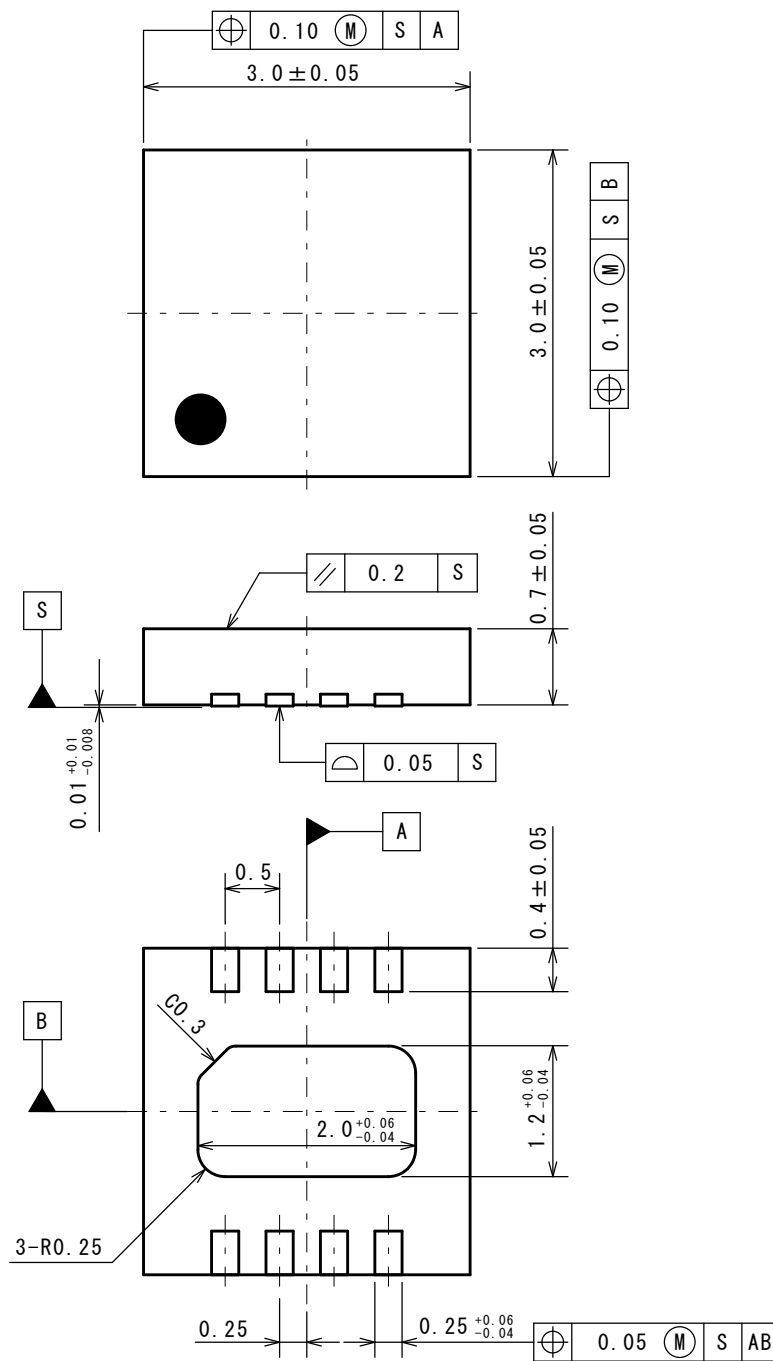 ⌖ 0.10 Ⓜ S A
3.0±0.05
3.0±0.05
⌖ 0.10 Ⓜ S B
0.7±0.05
⫽ 0.2 S
S
0.01 +0.01 -0.008
⌓ 0.05 S
A
0.5
0.4±0.05
C0.3
B
2.0 +0.06 -0.04
1.2 +0.06 -0.04
3-R0.25
0.25
0.25 +0.06 -0.04
⌖ 0.05 Ⓜ S AB